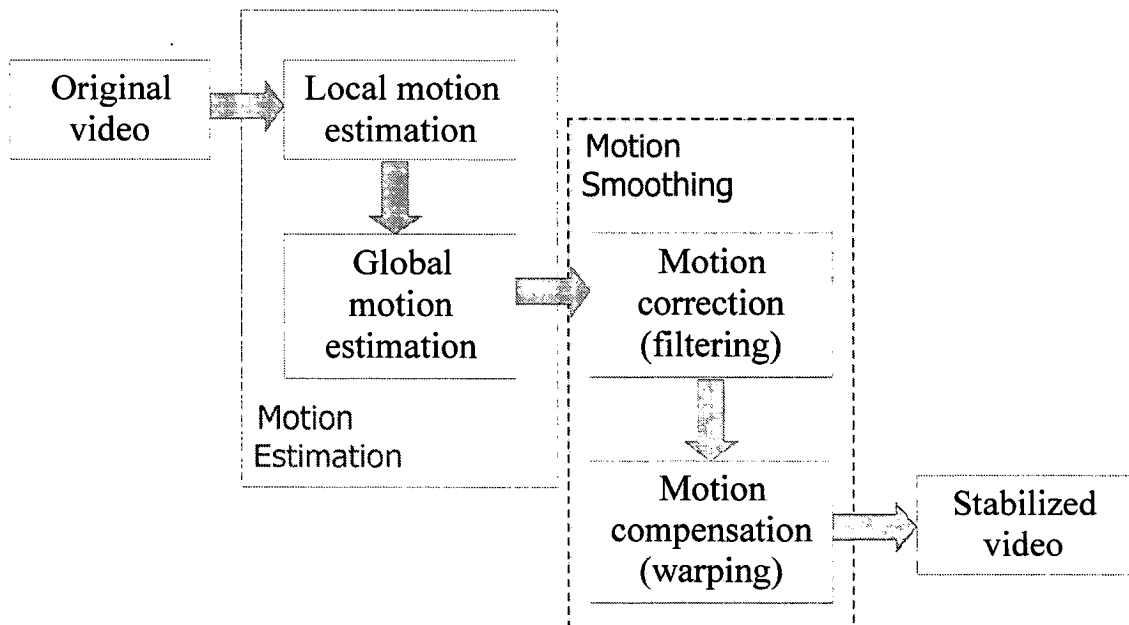 Original
video
Local motion
estimation
Global
motion
estimation
Motion
Estimation
Motion
Smoothing
Motion
correction
(filtering)
Motion
compensation
(warping)
Stabilized
video